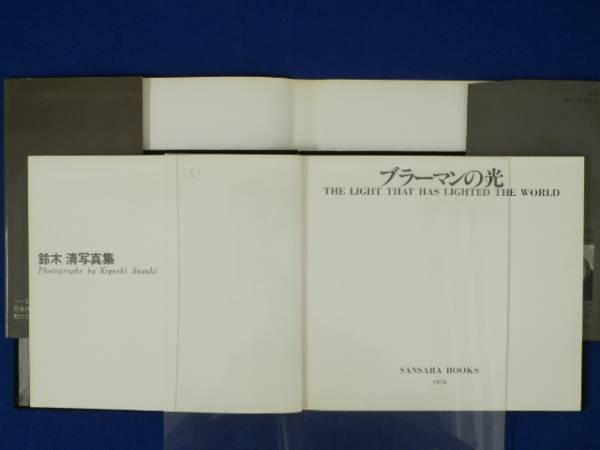 鈴木 清写真集
Photographs by Kiyoshi Suzuki
ブラーマンの光
THE LIGHT THAT HAS LIGHTED THE WORLD
SANSARA BOOKS
1976